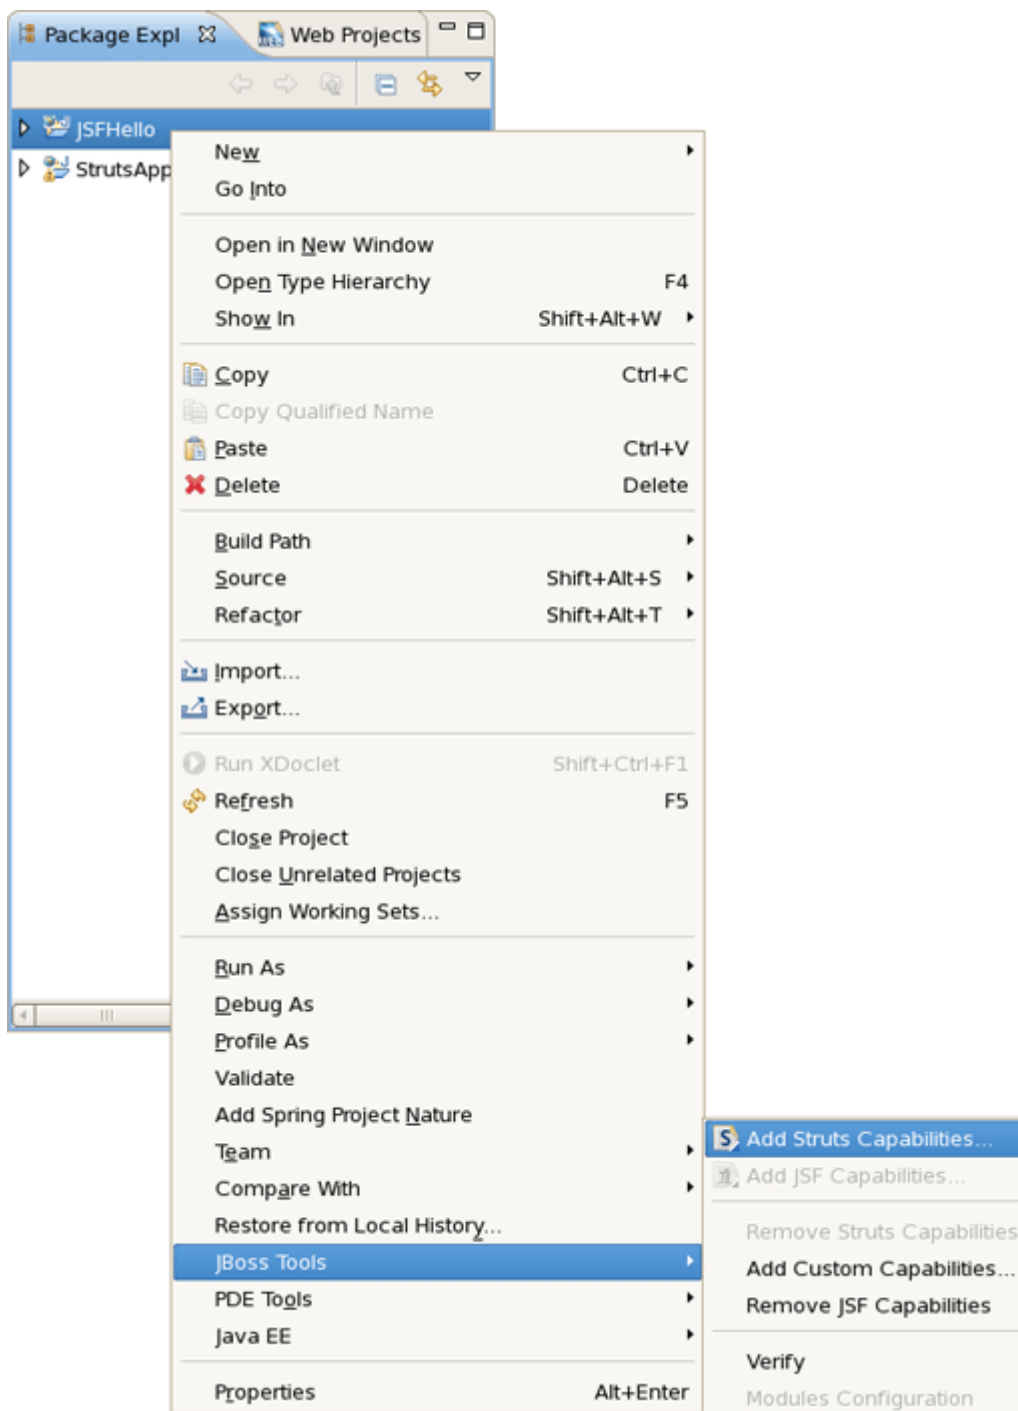 Package Expl Web Projects
JSFHello
StrutsApp
New
Go Into
Open in New Window
Open Type Hierarchy F4
Show In Shift+Alt+W
Copy Ctrl+C
Copy Qualified Name
Paste Ctrl+V
Delete Delete
Build Path
Source Shift+Alt+S
Refactor Shift+Alt+T
Import...
Export...
Run XDoclet Shift+Ctrl+F1
Refresh F5
Close Project
Close Unrelated Projects
Assign Working Sets...
Run As
Debug As
Profile As
Validate
Add Spring Project Nature
Team
Compare With
Restore from Local History...
JBoss Tools
PDE Tools
Java EE
Properties Alt+Enter
Add Struts Capabilities...
Add JSF Capabilities...
Remove Struts Capabilities
Add Custom Capabilities...
Remove JSF Capabilities
Verify
Modules Configuration